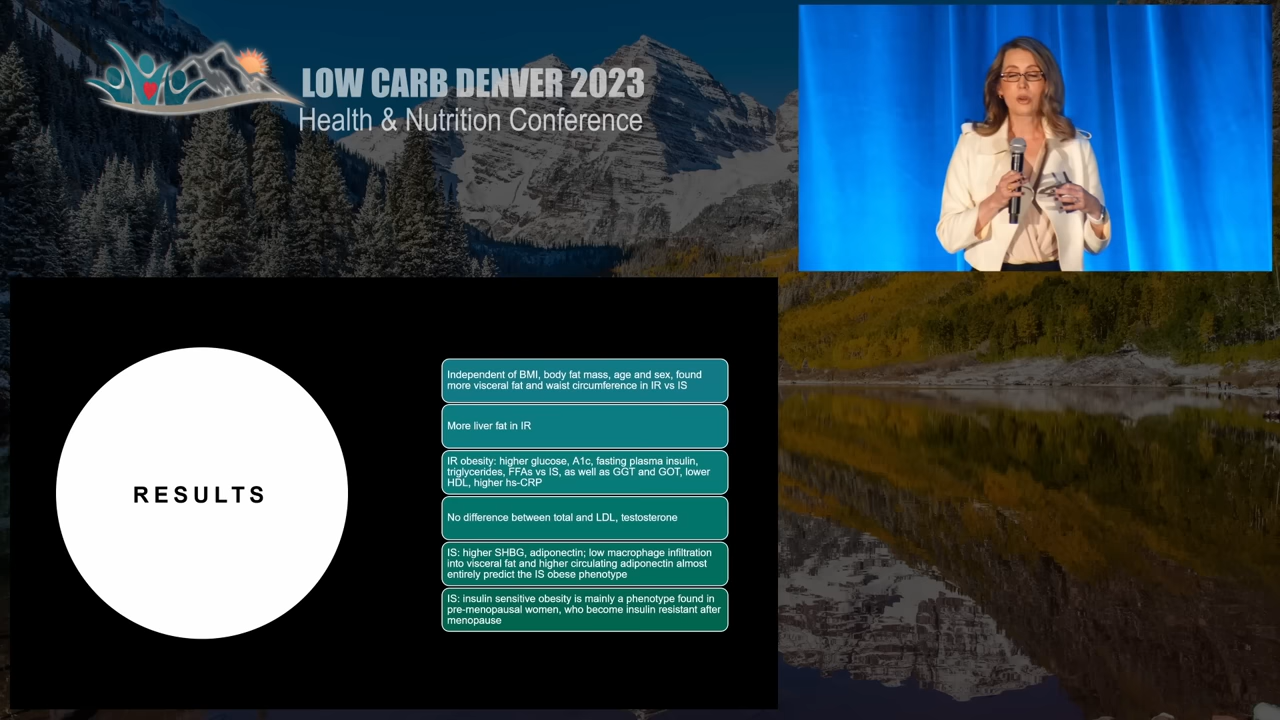 LOW CARB DENVER 2023
Health & Nutrition Conference
RESULTS
Independent of BMI, body fat mass, age and sex, found
more visceral fat and waist circumference in IR vs IS
More liver fat in IR
IR obesity: higher glucose, A1c, fasting plasma insulin,
triglycerides, FFAs vs IS, as well as GGT and GOT, lower
HDL, higher hs-CRP
No difference between total and LDL, testosterone
IS: higher SHBG, adiponectin; low macrophage infiltration
into visceral fat and higher circulating adiponectin almost
entirely predict the IS obese phenotype
IS: insulin sensitive obesity is mainly a phenotype found in
pre-menopausal women, who become insulin resistant after
menopause